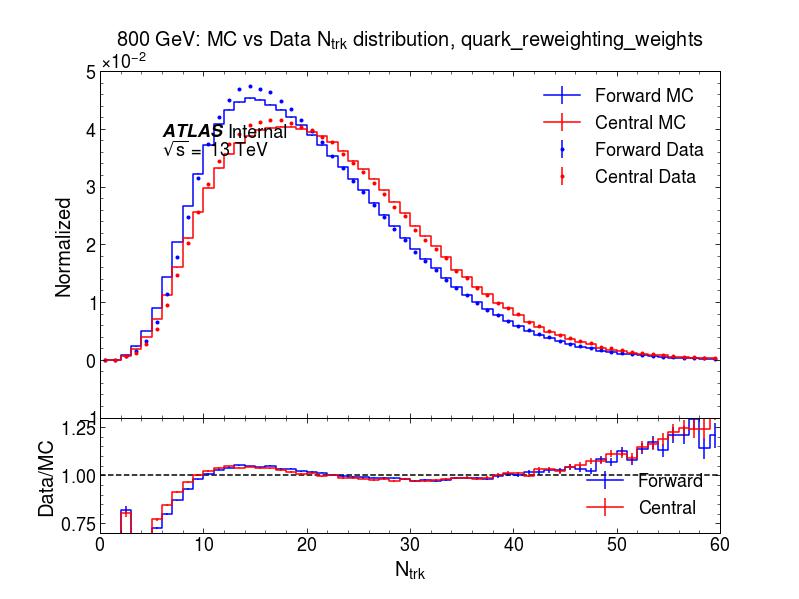 800 GeV: MC vs Data N_trk distribution, quark_reweighting_weights
×10⁻²
5
4
3
2
1
0
−1
Normalized
ATLAS Internal
√s = 13 TeV
Forward MC
Central MC
Forward Data
Central Data
1.25
1.00
0.75
Data/MC
Forward
Central
0 10 20 30 40 50 60
N_trk